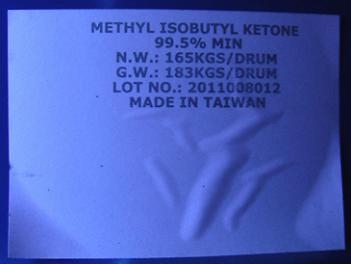 METHYL ISOBUTYL KETONE
99.5% MIN
N.W.: 165KGS/DRUM
G.W.: 183KGS/DRUM
LOT NO.: 2011008012
MADE IN TAIWAN